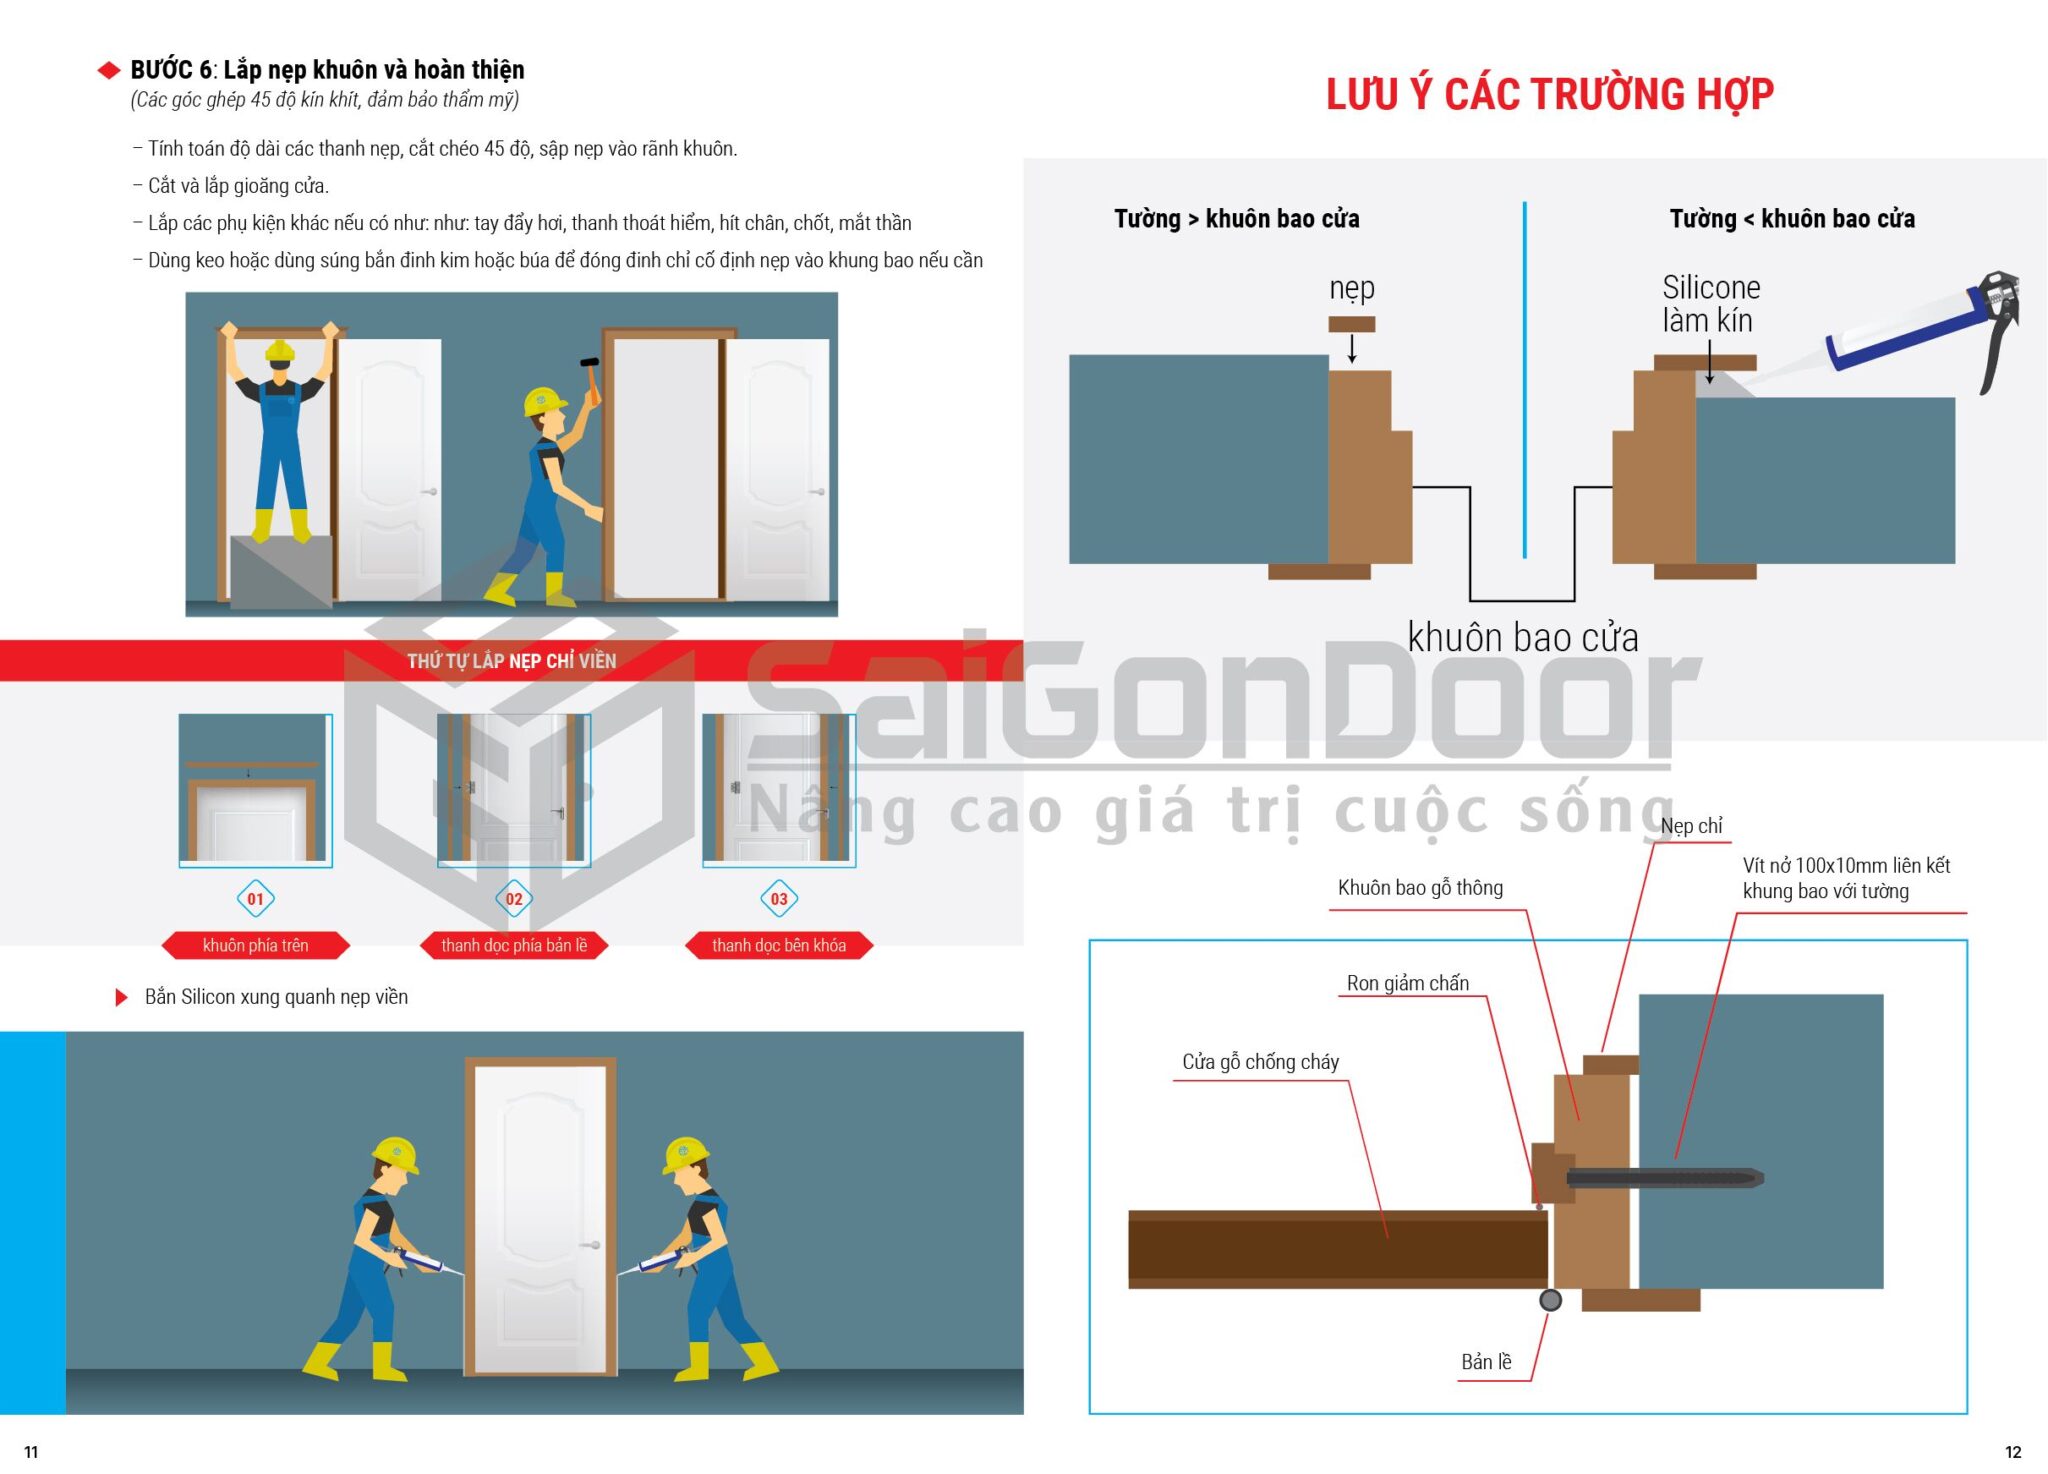 BƯỚC 6: Lắp nẹp khuôn và hoàn thiện
(Các góc ghép 45 độ kín khít, đảm bảo thẩm mỹ)
– Tính toán độ dài các thanh nẹp, cắt chéo 45 độ, sập nẹp vào rãnh khuôn.
– Cắt và lắp gioăng cửa.
– Lắp các phụ kiện khác nếu có như: như: tay đẩy hơi, thanh thoát hiểm, hít chân, chốt, mắt thần
– Dùng keo hoặc dùng súng bắn đinh kim hoặc búa để đóng đinh chỉ cố định nẹp vào khung bao nếu cần
THỨ TỰ LẮP NẸP CHỈ VIỀN
01
02
03
khuôn phía trên
thanh dọc phía bản lề
thanh dọc bên khóa
Bắn Silicon xung quanh nẹp viền
11
LƯU Ý CÁC TRƯỜNG HỢP
Tường > khuôn bao cửa
Tường < khuôn bao cửa
nẹp
Silicone
làm kín
khuôn bao cửa
SaiGonDoor
Nâng cao giá trị cuộc sống
Nẹp chỉ
Vít nở 100x10mm liên kết
khung bao với tường
Khuôn bao gỗ thông
Ron giảm chấn
Cửa gỗ chống cháy
Bản lề
12